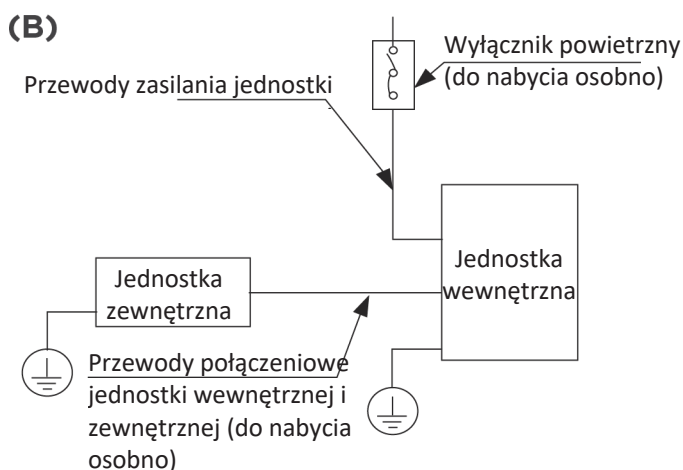 (B)
Wyłącznik powietrzny
(do nabycia osobno)
Przewody zasilania jednostki
Jednostka
wewnętrzna
Jednostka
zewnętrzna
Przewody połączeniowe
jednostki wewnętrznej i
zewnętrznej (do nabycia
osobno)